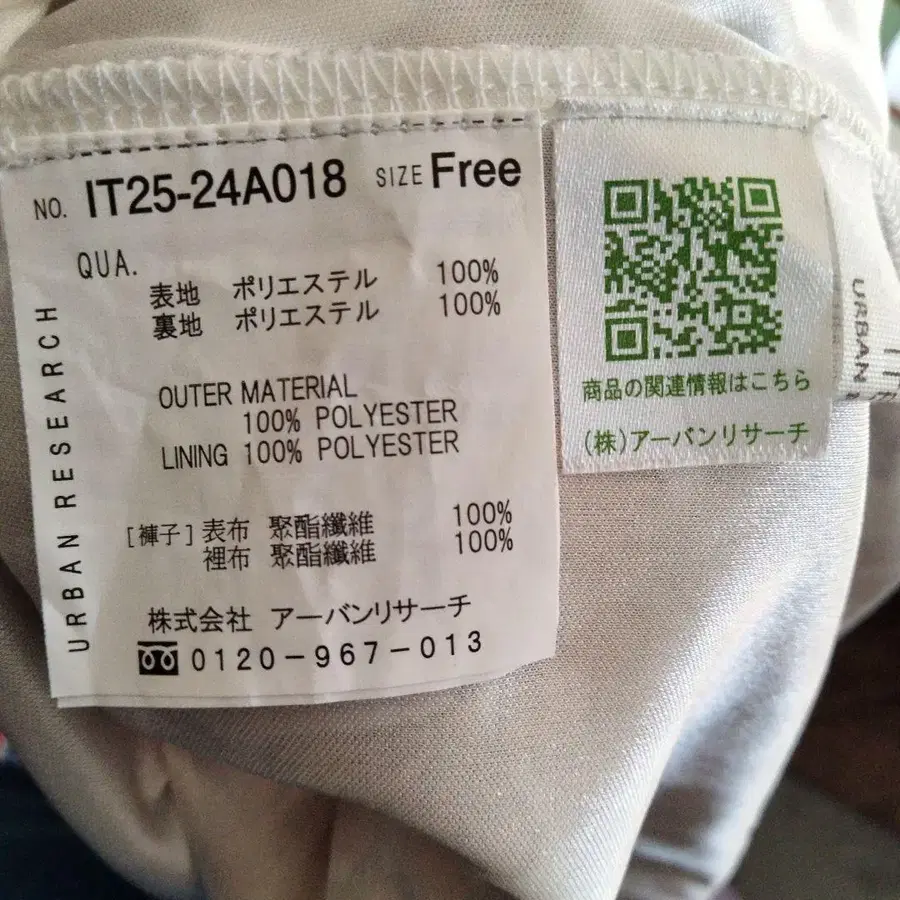 NO. IT25-24A018 SIZE Free
QUA.
表地 ポリエステル 100%
裏地 ポリエステル 100%
OUTER MATERIAL
100% POLYESTER
LINING 100% POLYESTER
[褲子] 表布 聚酯纖維 100%
裡布 聚酯纖維 100%
株式会社 アーバンリサーチ
0120-967-013
URBAN RESEARCH
商品の関連情報はこちら
(株)アーバンリサーチ
URBAN